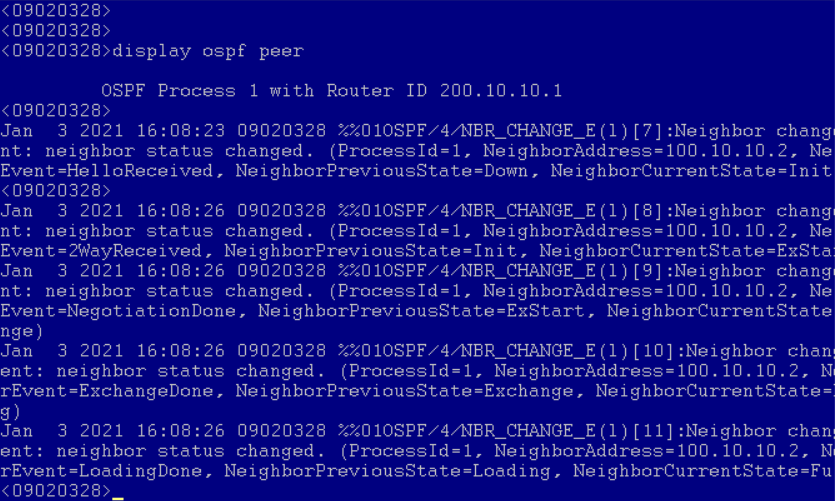 <09020328>
<09020328>
<09020328>display ospf peer
OSPF Process 1 with Router ID 200.10.10.1
<09020328>
Jan  3 2021 16:08:23 09020328 %%01OSPF/4/NBR_CHANGE_E(l)[7]:Neighbor chang
nt: neighbor status changed. (ProcessId=1, NeighborAddress=100.10.10.2, Ne
Event=HelloReceived, NeighborPreviousState=Down, NeighborCurrentState=Init
<09020328>
Jan  3 2021 16:08:26 09020328 %%01OSPF/4/NBR_CHANGE_E(l)[8]:Neighbor chang
nt: neighbor status changed. (ProcessId=1, NeighborAddress=100.10.10.2, Ne
Event=2WayReceived, NeighborPreviousState=Init, NeighborCurrentState=ExSta
Jan  3 2021 16:08:26 09020328 %%01OSPF/4/NBR_CHANGE_E(l)[9]:Neighbor chang
nt: neighbor status changed. (ProcessId=1, NeighborAddress=100.10.10.2, Ne
Event=NegotiationDone, NeighborPreviousState=ExStart, NeighborCurrentState
nge)
Jan  3 2021 16:08:26 09020328 %%01OSPF/4/NBR_CHANGE_E(l)[10]:Neighbor chan
ent: neighbor status changed. (ProcessId=1, NeighborAddress=100.10.10.2, N
rEvent=ExchangeDone, NeighborPreviousState=Exchange, NeighborCurrentState=
g)
Jan  3 2021 16:08:26 09020328 %%01OSPF/4/NBR_CHANGE_E(l)[11]:Neighbor chan
ent: neighbor status changed. (ProcessId=1, NeighborAddress=100.10.10.2, N
rEvent=LoadingDone, NeighborPreviousState=Loading, NeighborCurrentState=Fu
<09020328>